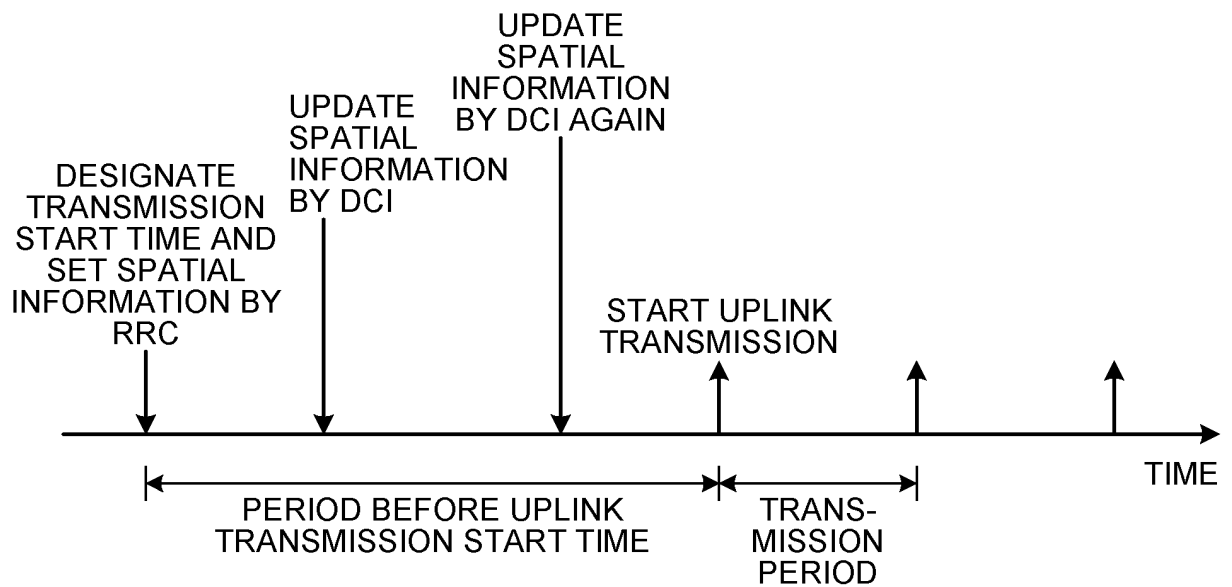 UPDATE
SPATIAL
INFORMATION
BY DCI AGAIN
UPDATE
SPATIAL
INFORMATION
BY DCI
DESIGNATE
TRANSMISSION
START TIME AND
SET SPATIAL
INFORMATION BY
RRC
START UPLINK
TRANSMISSION
TIME
PERIOD BEFORE UPLINK
TRANSMISSION START TIME
TRANS-
MISSION
PERIOD